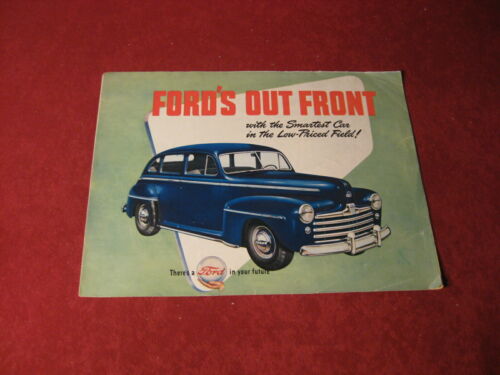 FORD'S OUT FRONT
with the Smartest Car
in the Low-Priced Field!
There's a Ford in your future